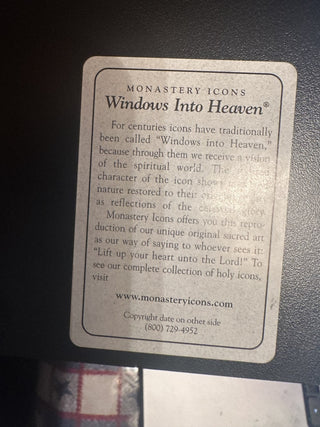 MONASTERY ICONS
Windows Into Heaven®
For centuries icons have traditionally
been called "Windows into Heaven,"
because through them we receive a vision
of the spiritual world. The
character of the icon shows
nature restored to their
as reflections of the glory.
Monastery Icons offers you this repro-
duction of our unique original sacred art
as our way of saying to whoever sees it:
"Lift up your heart unto the Lord!" To
see our complete collection of holy icons,
visit
www.monasteryicons.com
Copyright date on other side
(800) 729-4952